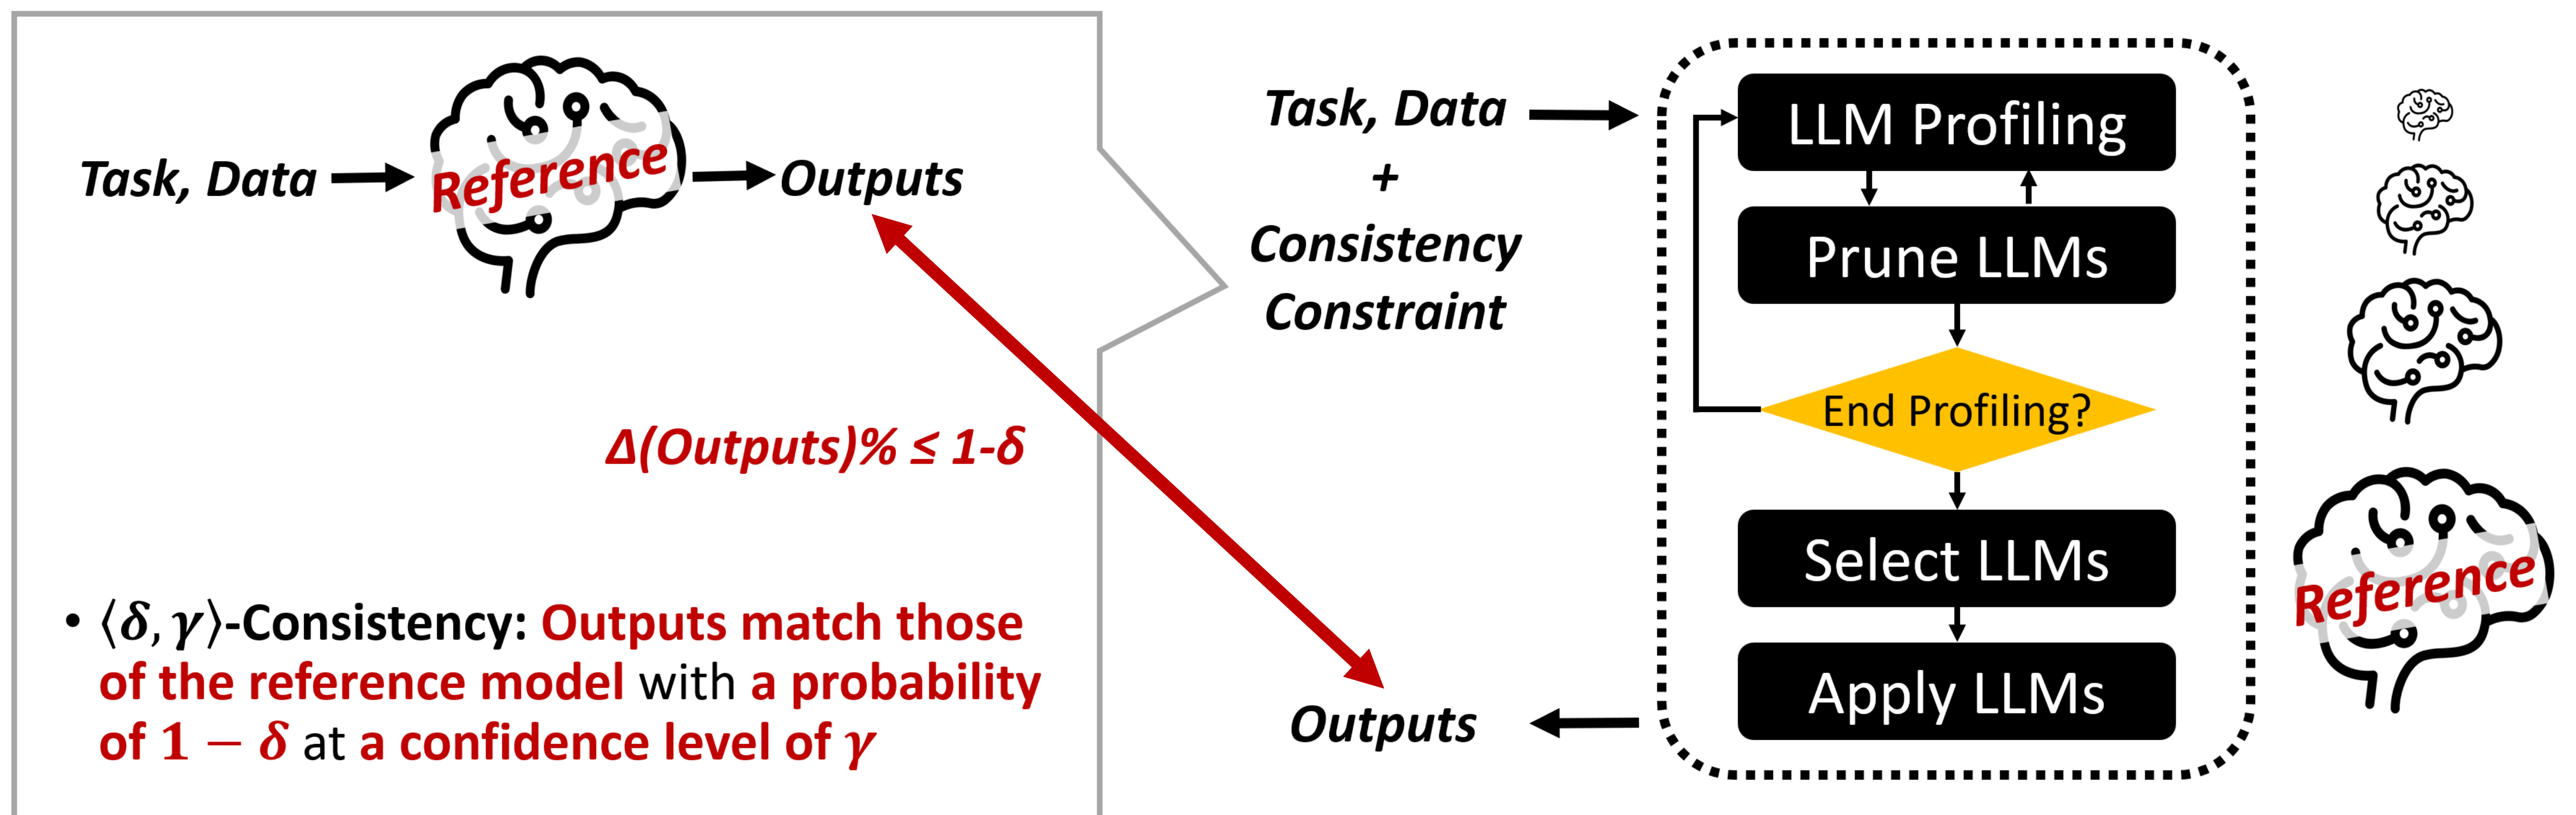 Task, Data
Reference
Outputs
Δ(Outputs)% ≤ 1-δ
• ⟨δ, γ⟩-Consistency: Outputs match those
of the reference model with a probability
of 1 − δ at a confidence level of γ
Task, Data
+
Consistency
Constraint
Outputs
LLM Profiling
Prune LLMs
End Profiling?
Select LLMs
Apply LLMs
Reference